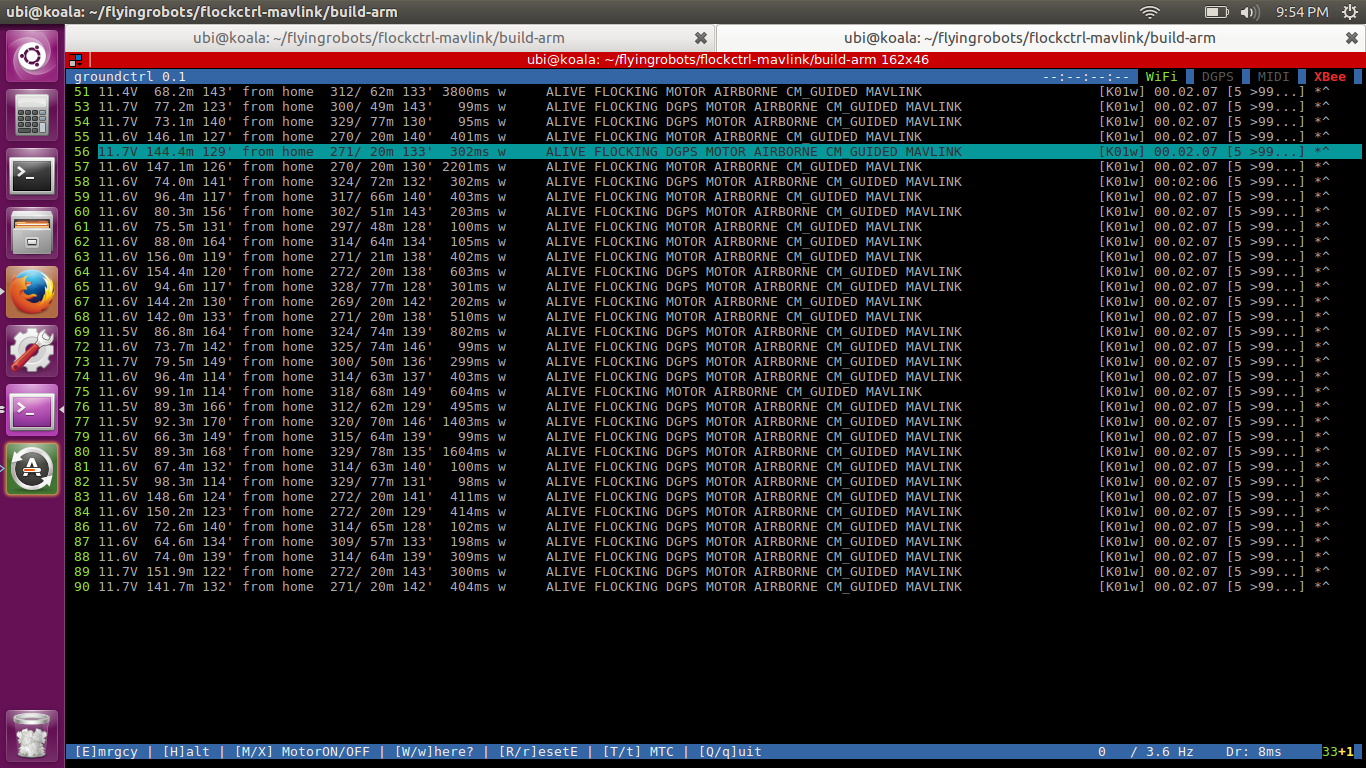 ubi@koala: ~/flyingrobots/flockctrl-mavlink/build-arm 9:54 PM
ubi@koala: ~/flyingrobots/flockctrl-mavlink/build-arm ubi@koala: ~/flyingrobots/flockctrl-mavlink/build-arm
ubi@koala: ~/flyingrobots/flockctrl-mavlink/build-arm 162x46
groundctrl 0.1 --:--:--:-- WiFi DGPS MIDI XBee
51 11.4V 68.2m 143' from home 312/ 62m 133' 3800ms w ALIVE FLOCKING MOTOR AIRBORNE CM_GUIDED MAVLINK [K01w] 00.02.07 [5 >99...] *^
53 11.7V 77.2m 123' from home 300/ 49m 143' 99ms w ALIVE FLOCKING DGPS MOTOR AIRBORNE CM_GUIDED MAVLINK [K01w] 00.02.07 [5 >99...] *^
54 11.7V 73.1m 140' from home 329/ 77m 130' 95ms w ALIVE FLOCKING DGPS MOTOR AIRBORNE CM_GUIDED MAVLINK [K01w] 00.02.07 [5 >99...] *^
55 11.6V 146.1m 127' from home 270/ 20m 140' 401ms w ALIVE FLOCKING MOTOR AIRBORNE CM_GUIDED MAVLINK [K01w] 00.02.07 [5 >99...] *^
56 11.7V 144.4m 129' from home 271/ 20m 133' 302ms w ALIVE FLOCKING DGPS MOTOR AIRBORNE CM_GUIDED MAVLINK [K01w] 00.02.07 [5 >99...] *^
57 11.6V 147.1m 126' from home 270/ 20m 130' 2201ms w ALIVE FLOCKING MOTOR AIRBORNE CM_GUIDED MAVLINK [K01w] 00.02.07 [5 >99...] *^
58 11.6V 74.0m 141' from home 324/ 72m 132' 302ms w ALIVE FLOCKING DGPS MOTOR AIRBORNE CM_GUIDED MAVLINK [K01w] 00:02:06 [5 >99...] *^
59 11.6V 96.4m 117' from home 317/ 66m 140' 403ms w ALIVE FLOCKING MOTOR AIRBORNE CM_GUIDED MAVLINK [K01w] 00.02.07 [5 >99...] *^
60 11.6V 80.3m 156' from home 302/ 51m 143' 203ms w ALIVE FLOCKING DGPS MOTOR AIRBORNE CM_GUIDED MAVLINK [K01w] 00.02.07 [5 >99...] *^
61 11.6V 75.5m 131' from home 297/ 48m 128' 100ms w ALIVE FLOCKING MOTOR AIRBORNE CM_GUIDED MAVLINK [K01w] 00.02.07 [5 >99...] *^
62 11.6V 88.0m 164' from home 314/ 64m 134' 105ms w ALIVE FLOCKING MOTOR AIRBORNE CM_GUIDED MAVLINK [K01w] 00.02.07 [5 >99...] *^
63 11.6V 156.0m 119' from home 271/ 21m 138' 402ms w ALIVE FLOCKING MOTOR AIRBORNE CM_GUIDED MAVLINK [K01w] 00.02.07 [5 >99...] *^
64 11.6V 154.4m 120' from home 272/ 20m 138' 603ms w ALIVE FLOCKING DGPS MOTOR AIRBORNE CM_GUIDED MAVLINK [K01w] 00.02.07 [5 >99...] *^
65 11.6V 94.6m 117' from home 328/ 77m 128' 301ms w ALIVE FLOCKING DGPS MOTOR AIRBORNE CM_GUIDED MAVLINK [K01w] 00.02.07 [5 >99...] *^
67 11.6V 144.2m 130' from home 269/ 20m 142' 202ms w ALIVE FLOCKING MOTOR AIRBORNE CM_GUIDED MAVLINK [K01w] 00.02.07 [5 >99...] *^
68 11.6V 142.0m 133' from home 271/ 20m 138' 510ms w ALIVE FLOCKING MOTOR AIRBORNE CM_GUIDED MAVLINK [K01w] 00.02.07 [5 >99...] *^
69 11.5V 86.8m 164' from home 324/ 74m 139' 802ms w ALIVE FLOCKING DGPS MOTOR AIRBORNE CM_GUIDED MAVLINK [K01w] 00.02.07 [5 >99...] *^
72 11.6V 73.7m 142' from home 325/ 74m 146' 99ms w ALIVE FLOCKING DGPS MOTOR AIRBORNE CM_GUIDED MAVLINK [K01w] 00.02.07 [5 >99...] *^
73 11.7V 79.5m 149' from home 300/ 50m 136' 299ms w ALIVE FLOCKING DGPS MOTOR AIRBORNE CM_GUIDED MAVLINK [K01w] 00.02.07 [5 >99...] *^
74 11.6V 96.4m 114' from home 314/ 63m 137' 403ms w ALIVE FLOCKING DGPS MOTOR AIRBORNE CM_GUIDED MAVLINK [K01w] 00.02.07 [5 >99...] *^
75 11.6V 99.1m 114' from home 318/ 68m 149' 604ms w ALIVE FLOCKING MOTOR AIRBORNE CM_GUIDED MAVLINK [K01w] 00.02.07 [5 >99...] *^
76 11.5V 89.3m 166' from home 312/ 62m 129' 495ms w ALIVE FLOCKING DGPS MOTOR AIRBORNE CM_GUIDED MAVLINK [K01w] 00.02.07 [5 >99...] *^
77 11.5V 92.3m 170' from home 320/ 70m 146' 1403ms w ALIVE FLOCKING DGPS MOTOR AIRBORNE CM_GUIDED MAVLINK [K01w] 00.02.07 [5 >99...] *^
79 11.6V 66.3m 149' from home 315/ 64m 139' 99ms w ALIVE FLOCKING DGPS MOTOR AIRBORNE CM_GUIDED MAVLINK [K01w] 00.02.07 [5 >99...] *^
80 11.5V 89.3m 168' from home 329/ 78m 135' 1604ms w ALIVE FLOCKING DGPS MOTOR AIRBORNE CM_GUIDED MAVLINK [K01w] 00.02.07 [5 >99...] *^
81 11.6V 67.4m 132' from home 314/ 63m 140' 100ms w ALIVE FLOCKING DGPS MOTOR AIRBORNE CM_GUIDED MAVLINK [K01w] 00.02.07 [5 >99...] *^
82 11.5V 98.3m 114' from home 329/ 77m 131' 98ms w ALIVE FLOCKING DGPS MOTOR AIRBORNE CM_GUIDED MAVLINK [K01w] 00.02.07 [5 >99...] *^
83 11.6V 148.6m 124' from home 272/ 20m 141' 411ms w ALIVE FLOCKING DGPS MOTOR AIRBORNE CM_GUIDED MAVLINK [K01w] 00.02.07 [5 >99...] *^
84 11.6V 150.2m 123' from home 272/ 20m 129' 414ms w ALIVE FLOCKING DGPS MOTOR AIRBORNE CM_GUIDED MAVLINK [K01w] 00.02.07 [5 >99...] *^
86 11.6V 72.6m 140' from home 314/ 65m 128' 102ms w ALIVE FLOCKING DGPS MOTOR AIRBORNE CM_GUIDED MAVLINK [K01w] 00.02.07 [5 >99...] *^
87 11.6V 64.6m 134' from home 309/ 57m 133' 198ms w ALIVE FLOCKING DGPS MOTOR AIRBORNE CM_GUIDED MAVLINK [K01w] 00.02.07 [5 >99...] *^
88 11.6V 74.0m 139' from home 314/ 64m 139' 309ms w ALIVE FLOCKING DGPS MOTOR AIRBORNE CM_GUIDED MAVLINK [K01w] 00.02.07 [5 >99...] *^
89 11.7V 151.9m 122' from home 272/ 20m 143' 300ms w ALIVE FLOCKING DGPS MOTOR AIRBORNE CM_GUIDED MAVLINK [K01w] 00.02.07 [5 >99...] *^
90 11.7V 141.7m 132' from home 271/ 20m 142' 404ms w ALIVE FLOCKING DGPS MOTOR AIRBORNE CM_GUIDED MAVLINK [K01w] 00.02.07 [5 >99...] *^
[E]mrgcy | [H]alt | [M/X] MotorON/OFF | [W/w]here? | [R/r]esetE | [T/t] MTC | [Q/q]uit 0 / 3.6 Hz Dr: 8ms 33+1